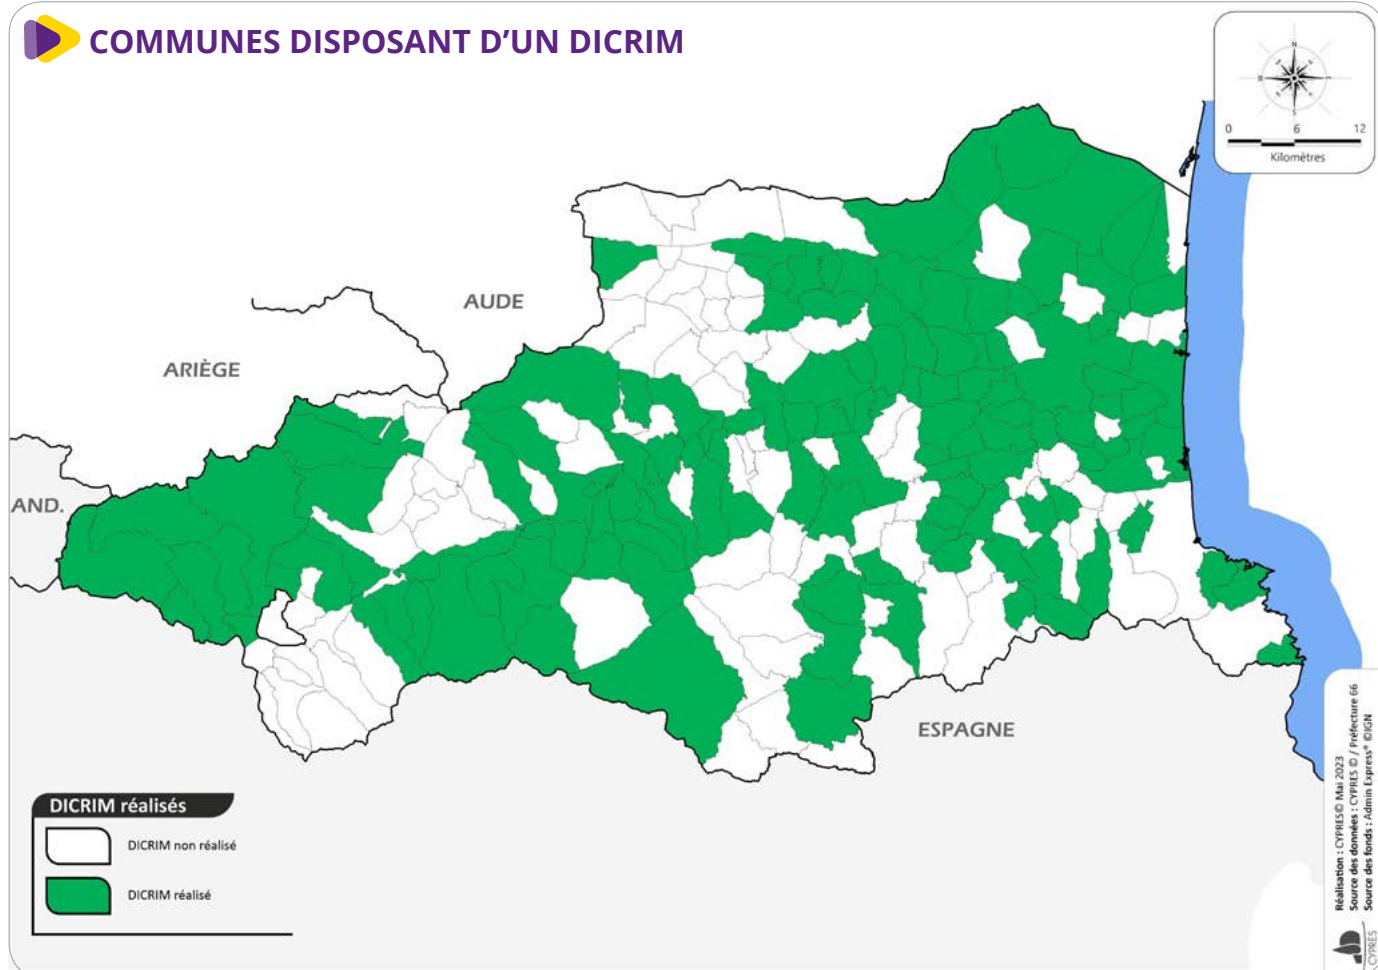 COMMUNES DISPOSANT D’UN DICRIM
N
S
0 6 12
Kilomètres
AUDE
ARIÈGE
AND.
ESPAGNE
DICRIM réalisés
DICRIM non réalisé
DICRIM réalisé
Réalisation : CYPRES© Mai 2023
Source des données : CYPRES © / Préfecture 66
Source des fonds : Admin Express® ©IGN
CYPRES